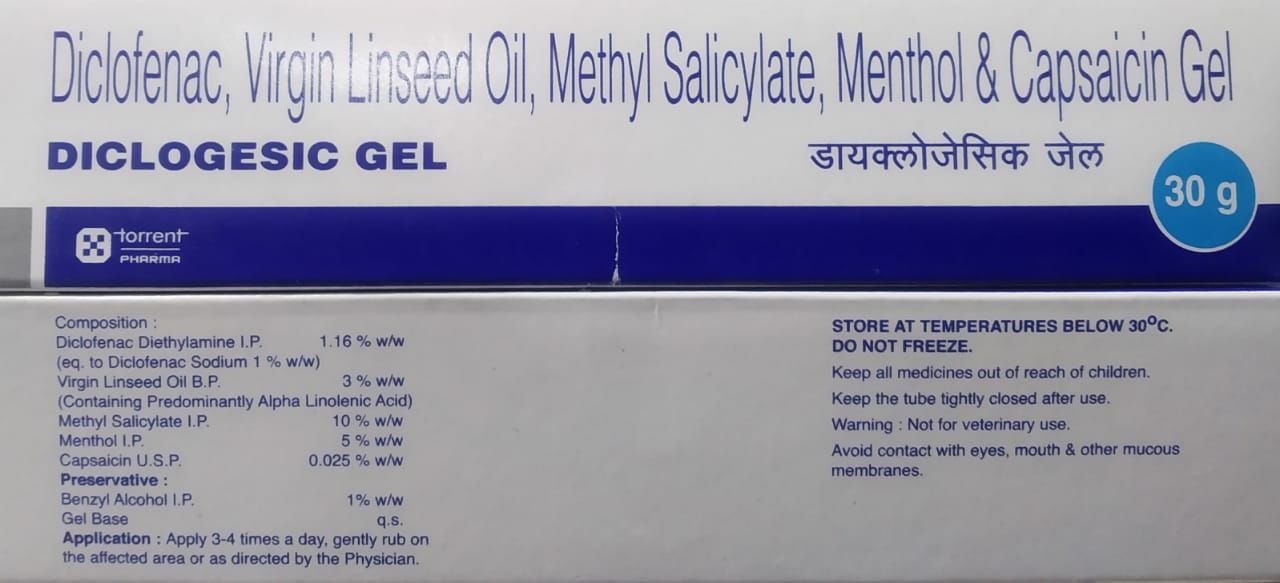 Diclofenac, Virgin Linseed Oil, Methyl Salicylate, Menthol & Capsaicin Gel
DICLOGESIC GEL
डायक्लोजेसिक जेल
30 g
torrent
PHARMA
Composition :
Diclofenac Diethylamine I.P. 1.16 % w/w
(eq. to Diclofenac Sodium 1 % w/w)
Virgin Linseed Oil B.P. 3 % w/w
(Containing Predominantly Alpha Linolenic Acid)
Methyl Salicylate I.P. 10 % w/w
Menthol I.P. 5 % w/w
Capsaicin U.S.P. 0.025 % w/w
Preservative :
Benzyl Alcohol I.P. 1% w/w
Gel Base q.s.
Application : Apply 3-4 times a day, gently rub on
the affected area or as directed by the Physician.
STORE AT TEMPERATURES BELOW 30°C.
DO NOT FREEZE.
Keep all medicines out of reach of children.
Keep the tube tightly closed after use.
Warning : Not for veterinary use.
Avoid contact with eyes, mouth & other mucous
membranes.